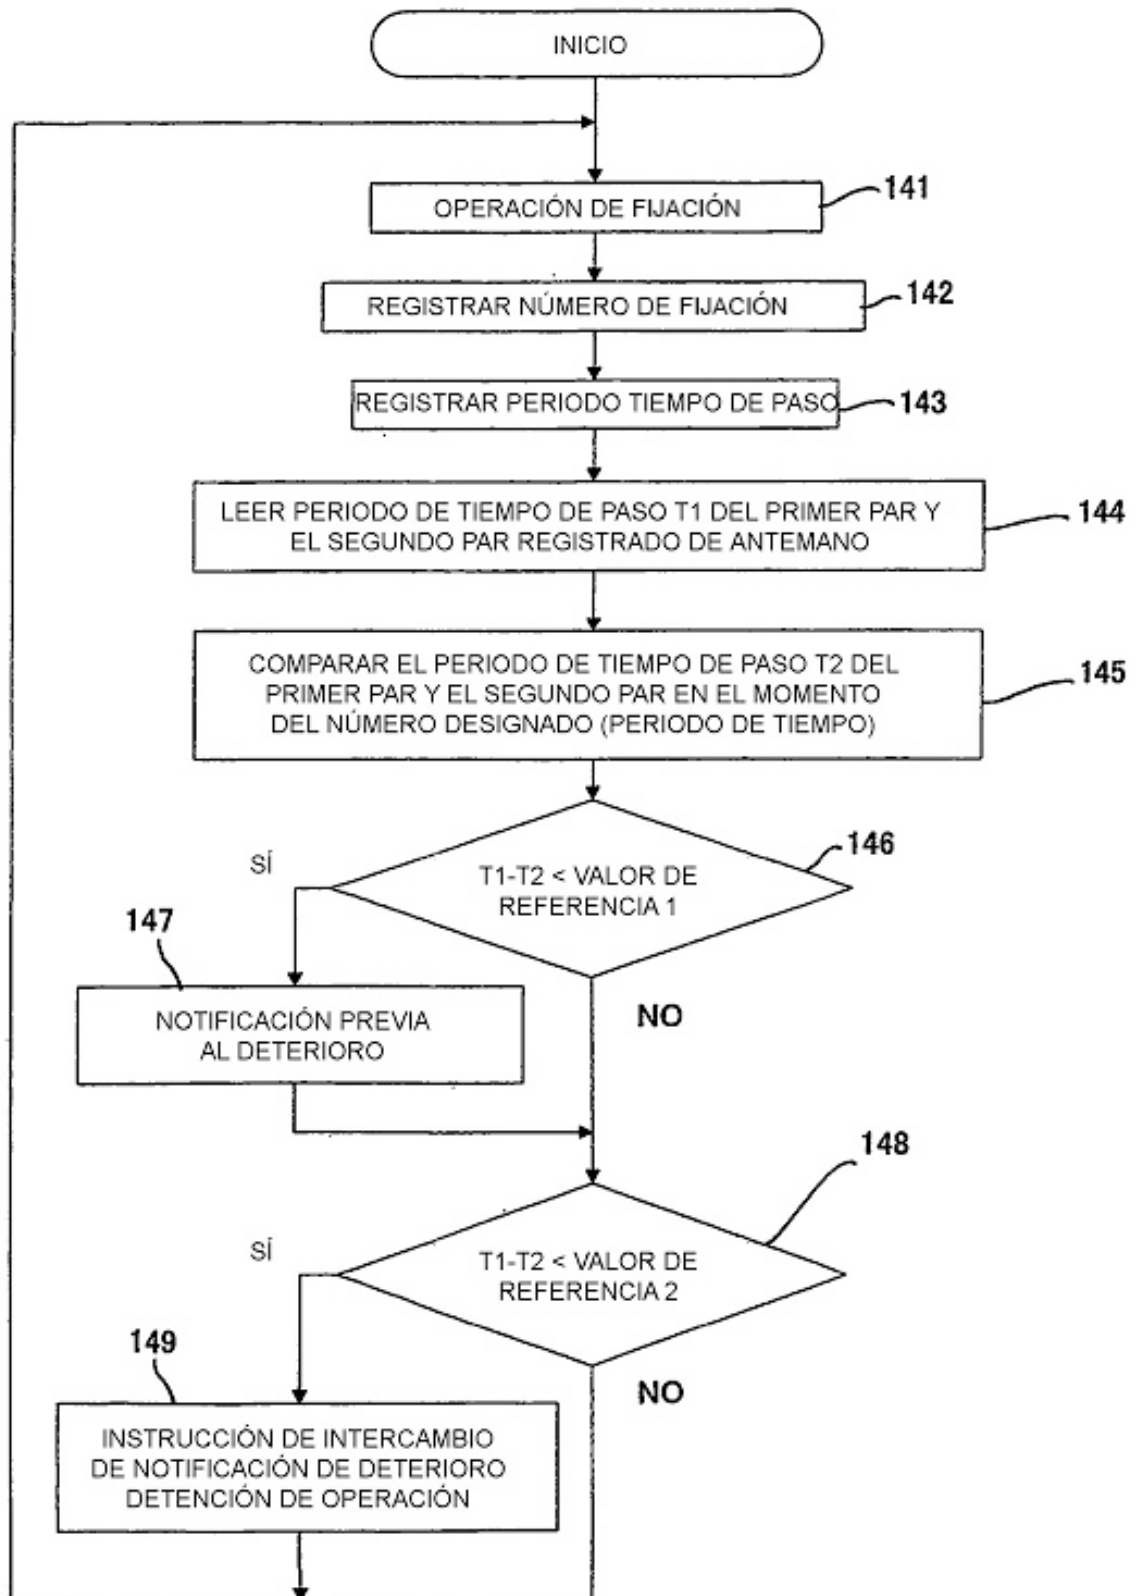 INICIO
141
OPERACIÓN DE FIJACIÓN
142
REGISTRAR NÚMERO DE FIJACIÓN
143
REGISTRAR PERIODO TIEMPO DE PASO
144
LEER PERIODO DE TIEMPO DE PASO T1 DEL PRIMER PAR Y
EL SEGUNDO PAR REGISTRADO DE ANTEMANO
145
COMPARAR EL PERIODO DE TIEMPO DE PASO T2 DEL
PRIMER PAR Y EL SEGUNDO PAR EN EL MOMENTO
DEL NÚMERO DESIGNADO (PERIODO DE TIEMPO)
146
SÍ
T1-T2 < VALOR DE
REFERENCIA 1
147
NO
NOTIFICACIÓN PREVIA
AL DETERIORO
148
SÍ
T1-T2 < VALOR DE
REFERENCIA 2
149
NO
INSTRUCCIÓN DE INTERCAMBIO
DE NOTIFICACIÓN DE DETERIORO
DETENCIÓN DE OPERACIÓN